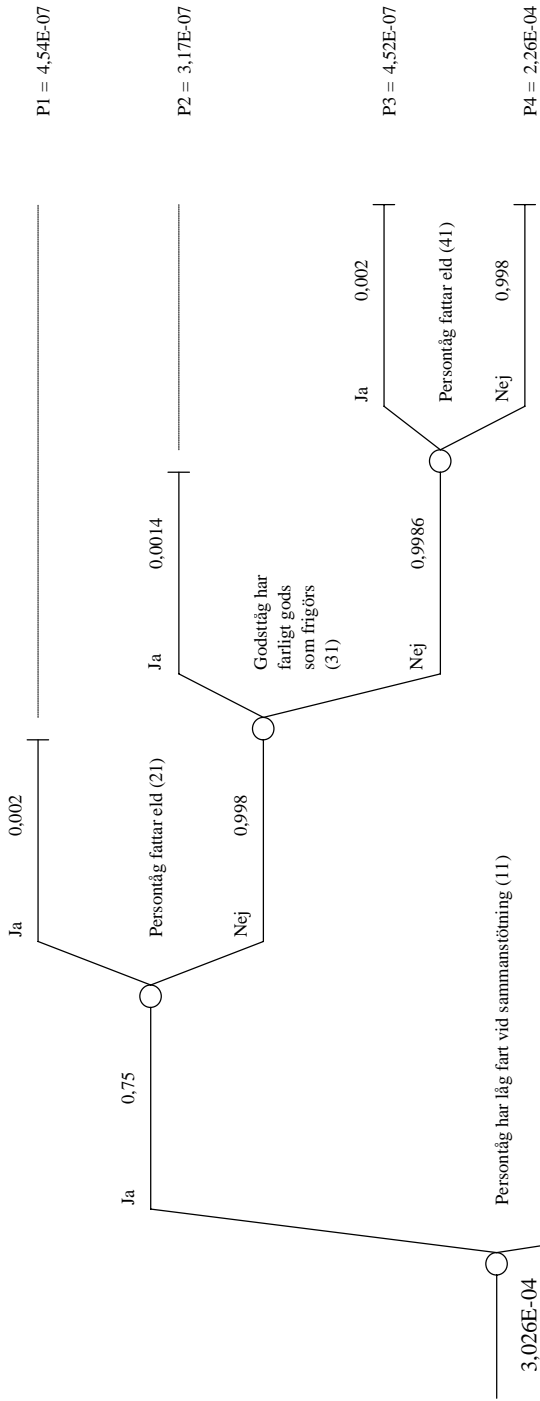 3,026E-04
Persontåg har låg fart vid sammanstötning (11)
Ja
0,75
Persontåg fattar eld (21)
Ja
0,002
P1 = 4,54E-07
Nej
0,998
Godståg har
farligt gods
som frigörs
(31)
Ja
0,0014
P2 = 3,17E-07
Nej
0,9986
Persontåg fattar eld (41)
Ja
0,002
P3 = 4,52E-07
Nej
0,998
P4 = 2,26E-04